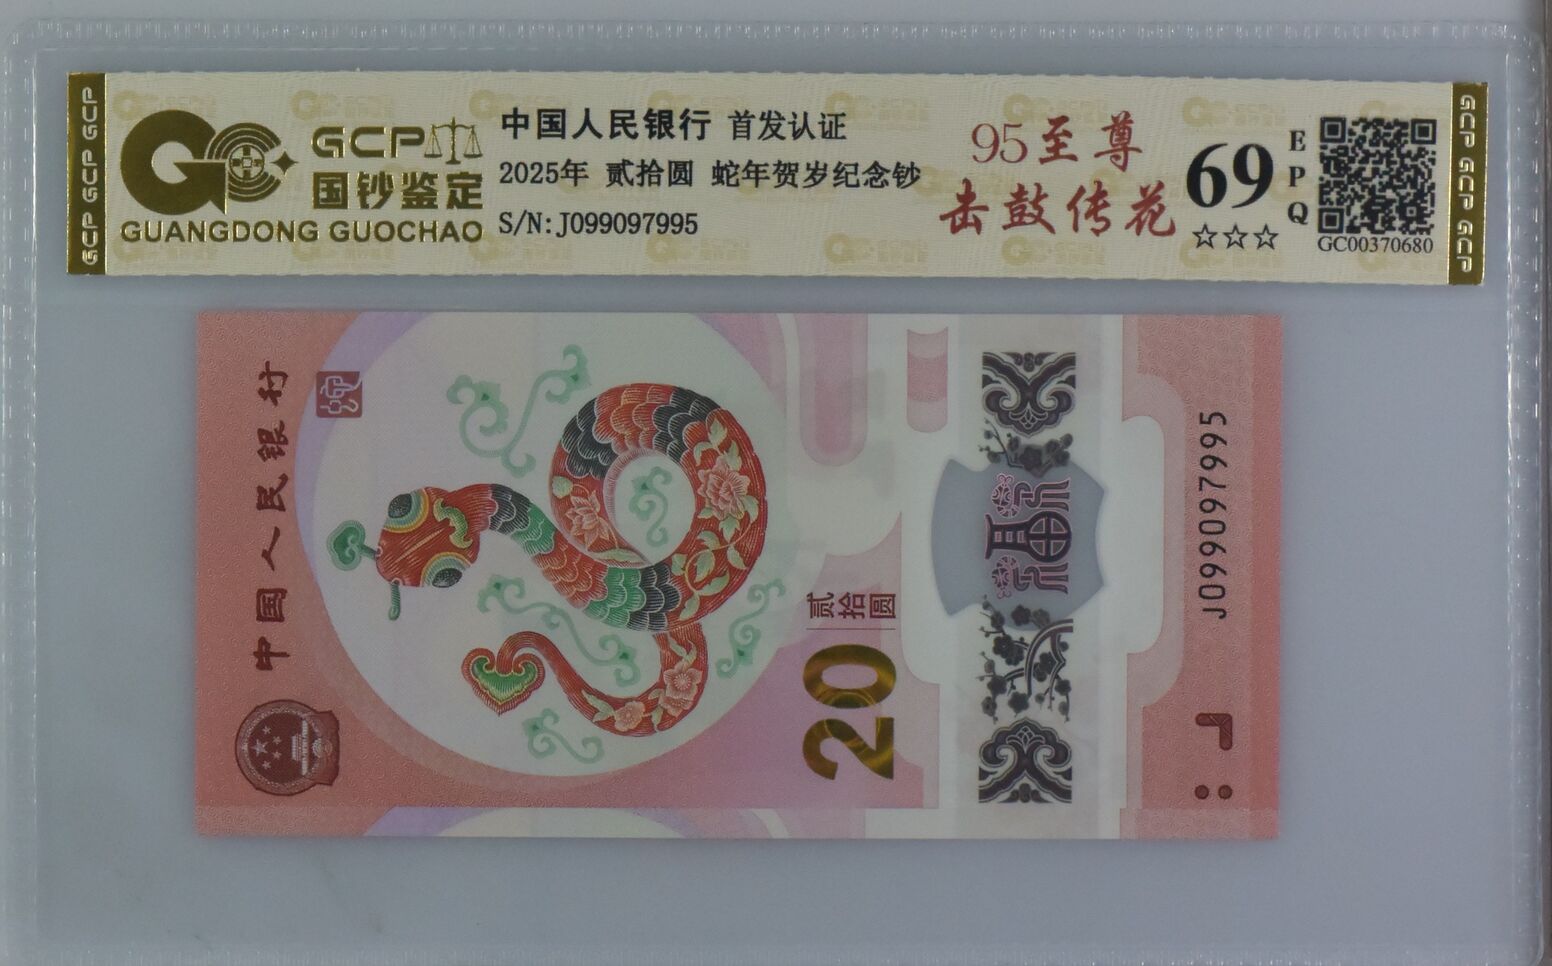 GCP GCP GCP
GCP
国钞鉴定
GUANGDONG GUOCHAO
中国人民银行 首发认证
2025年 贰拾圆 蛇年贺岁纪念钞
S/N:J099097995
95至尊
击鼓传花
69
EPQ
☆☆☆
GC00370680
GCP GCP GCP
中国人民银行
贰拾圆
20
福
J099097995